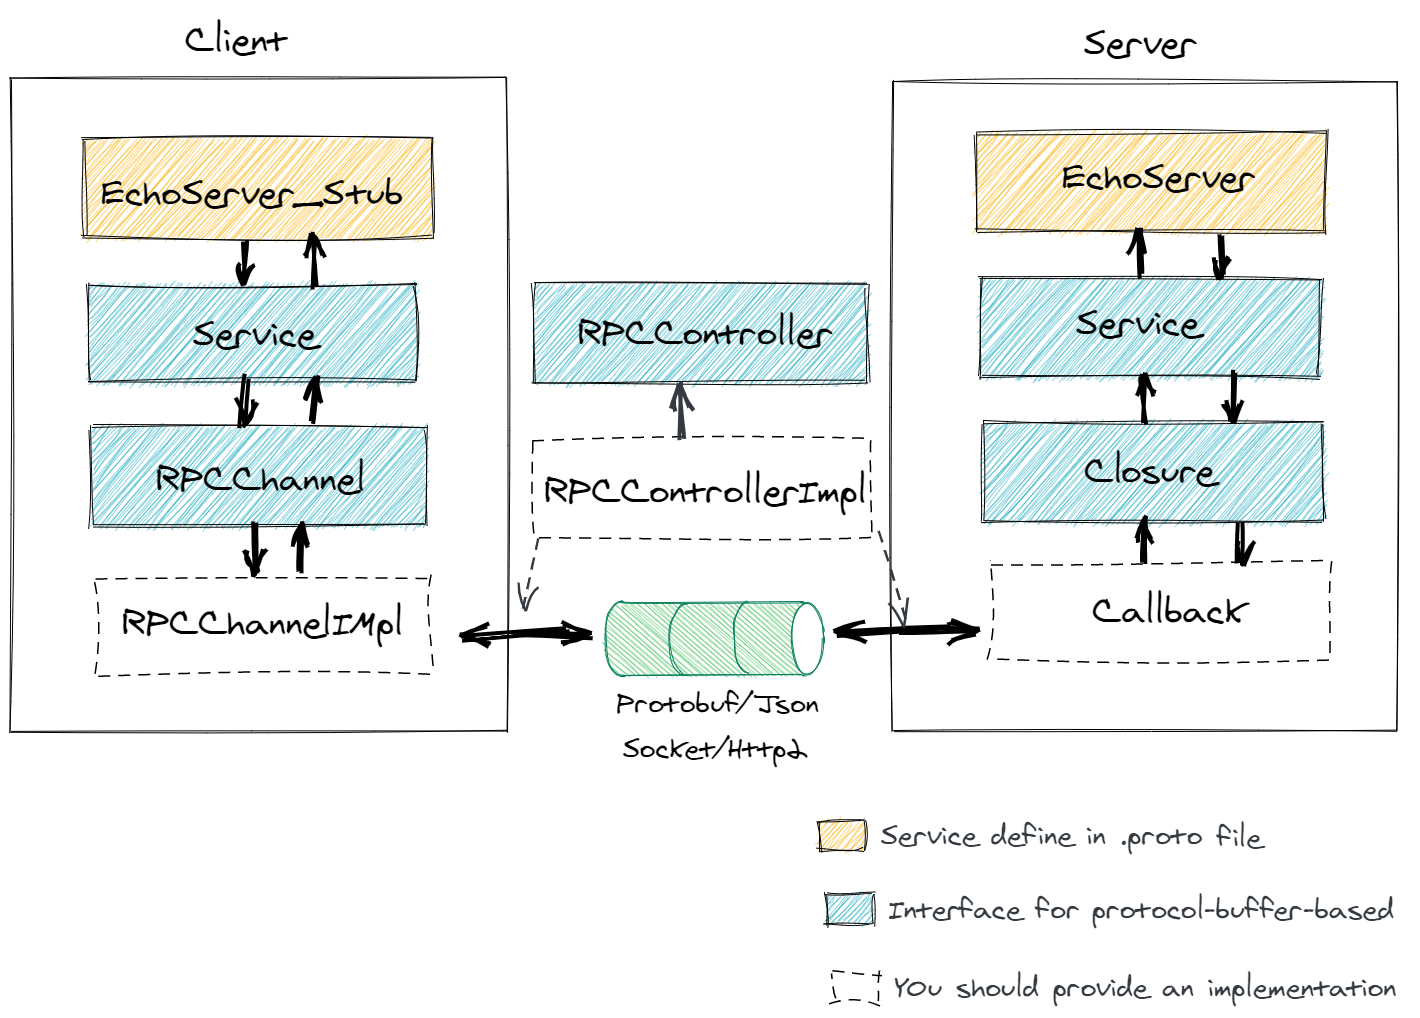 Client
Server
EchoServer_Stub
Service
RPCChannel
RPCChannelIMpl
RPCController
RPCControllerImpl
Protobuf/Json
Socket/Http2
EchoServer
Service
Closure
Callback
Service define in .proto file
Interface for protocol-buffer-based
You should provide an implementation